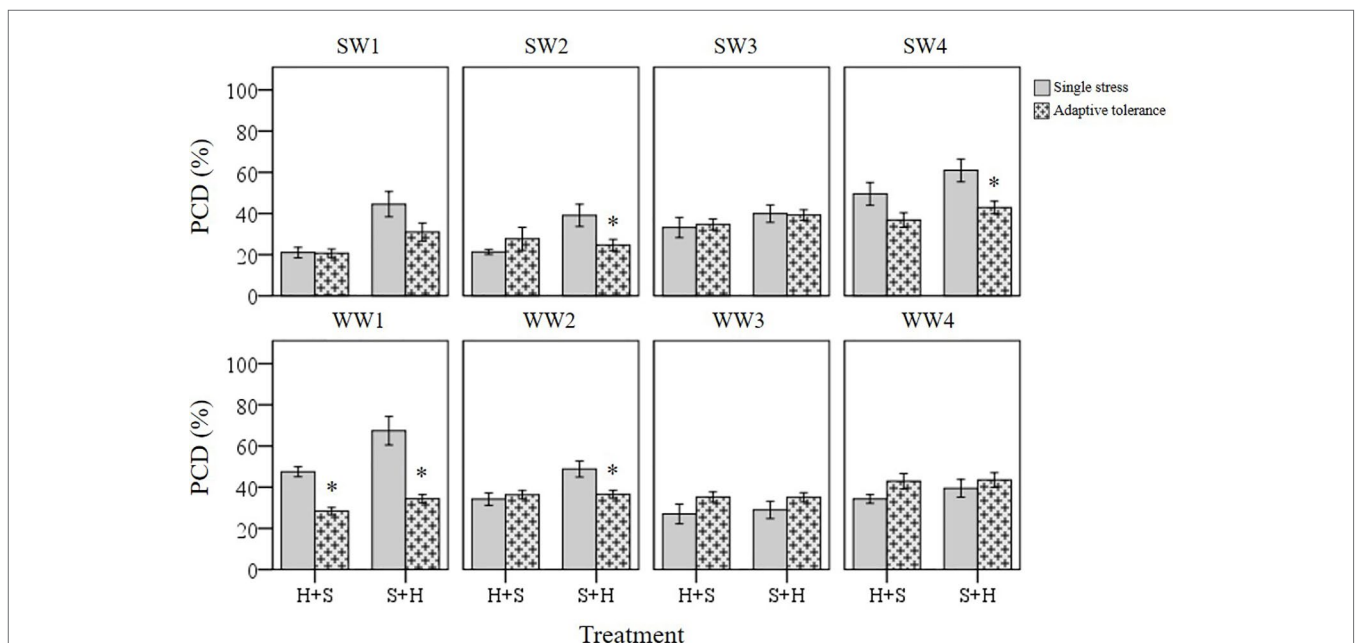 SW1 SW2 SW3 SW4
Single stress
Adaptive tolerance
PCD (%)
100
80
60
40
20
0
*
*
WW1 WW2 WW3 WW4
PCD (%)
100
80
60
40
20
0
*
*
*
H+S S+H H+S S+H H+S S+H H+S S+H
Treatment